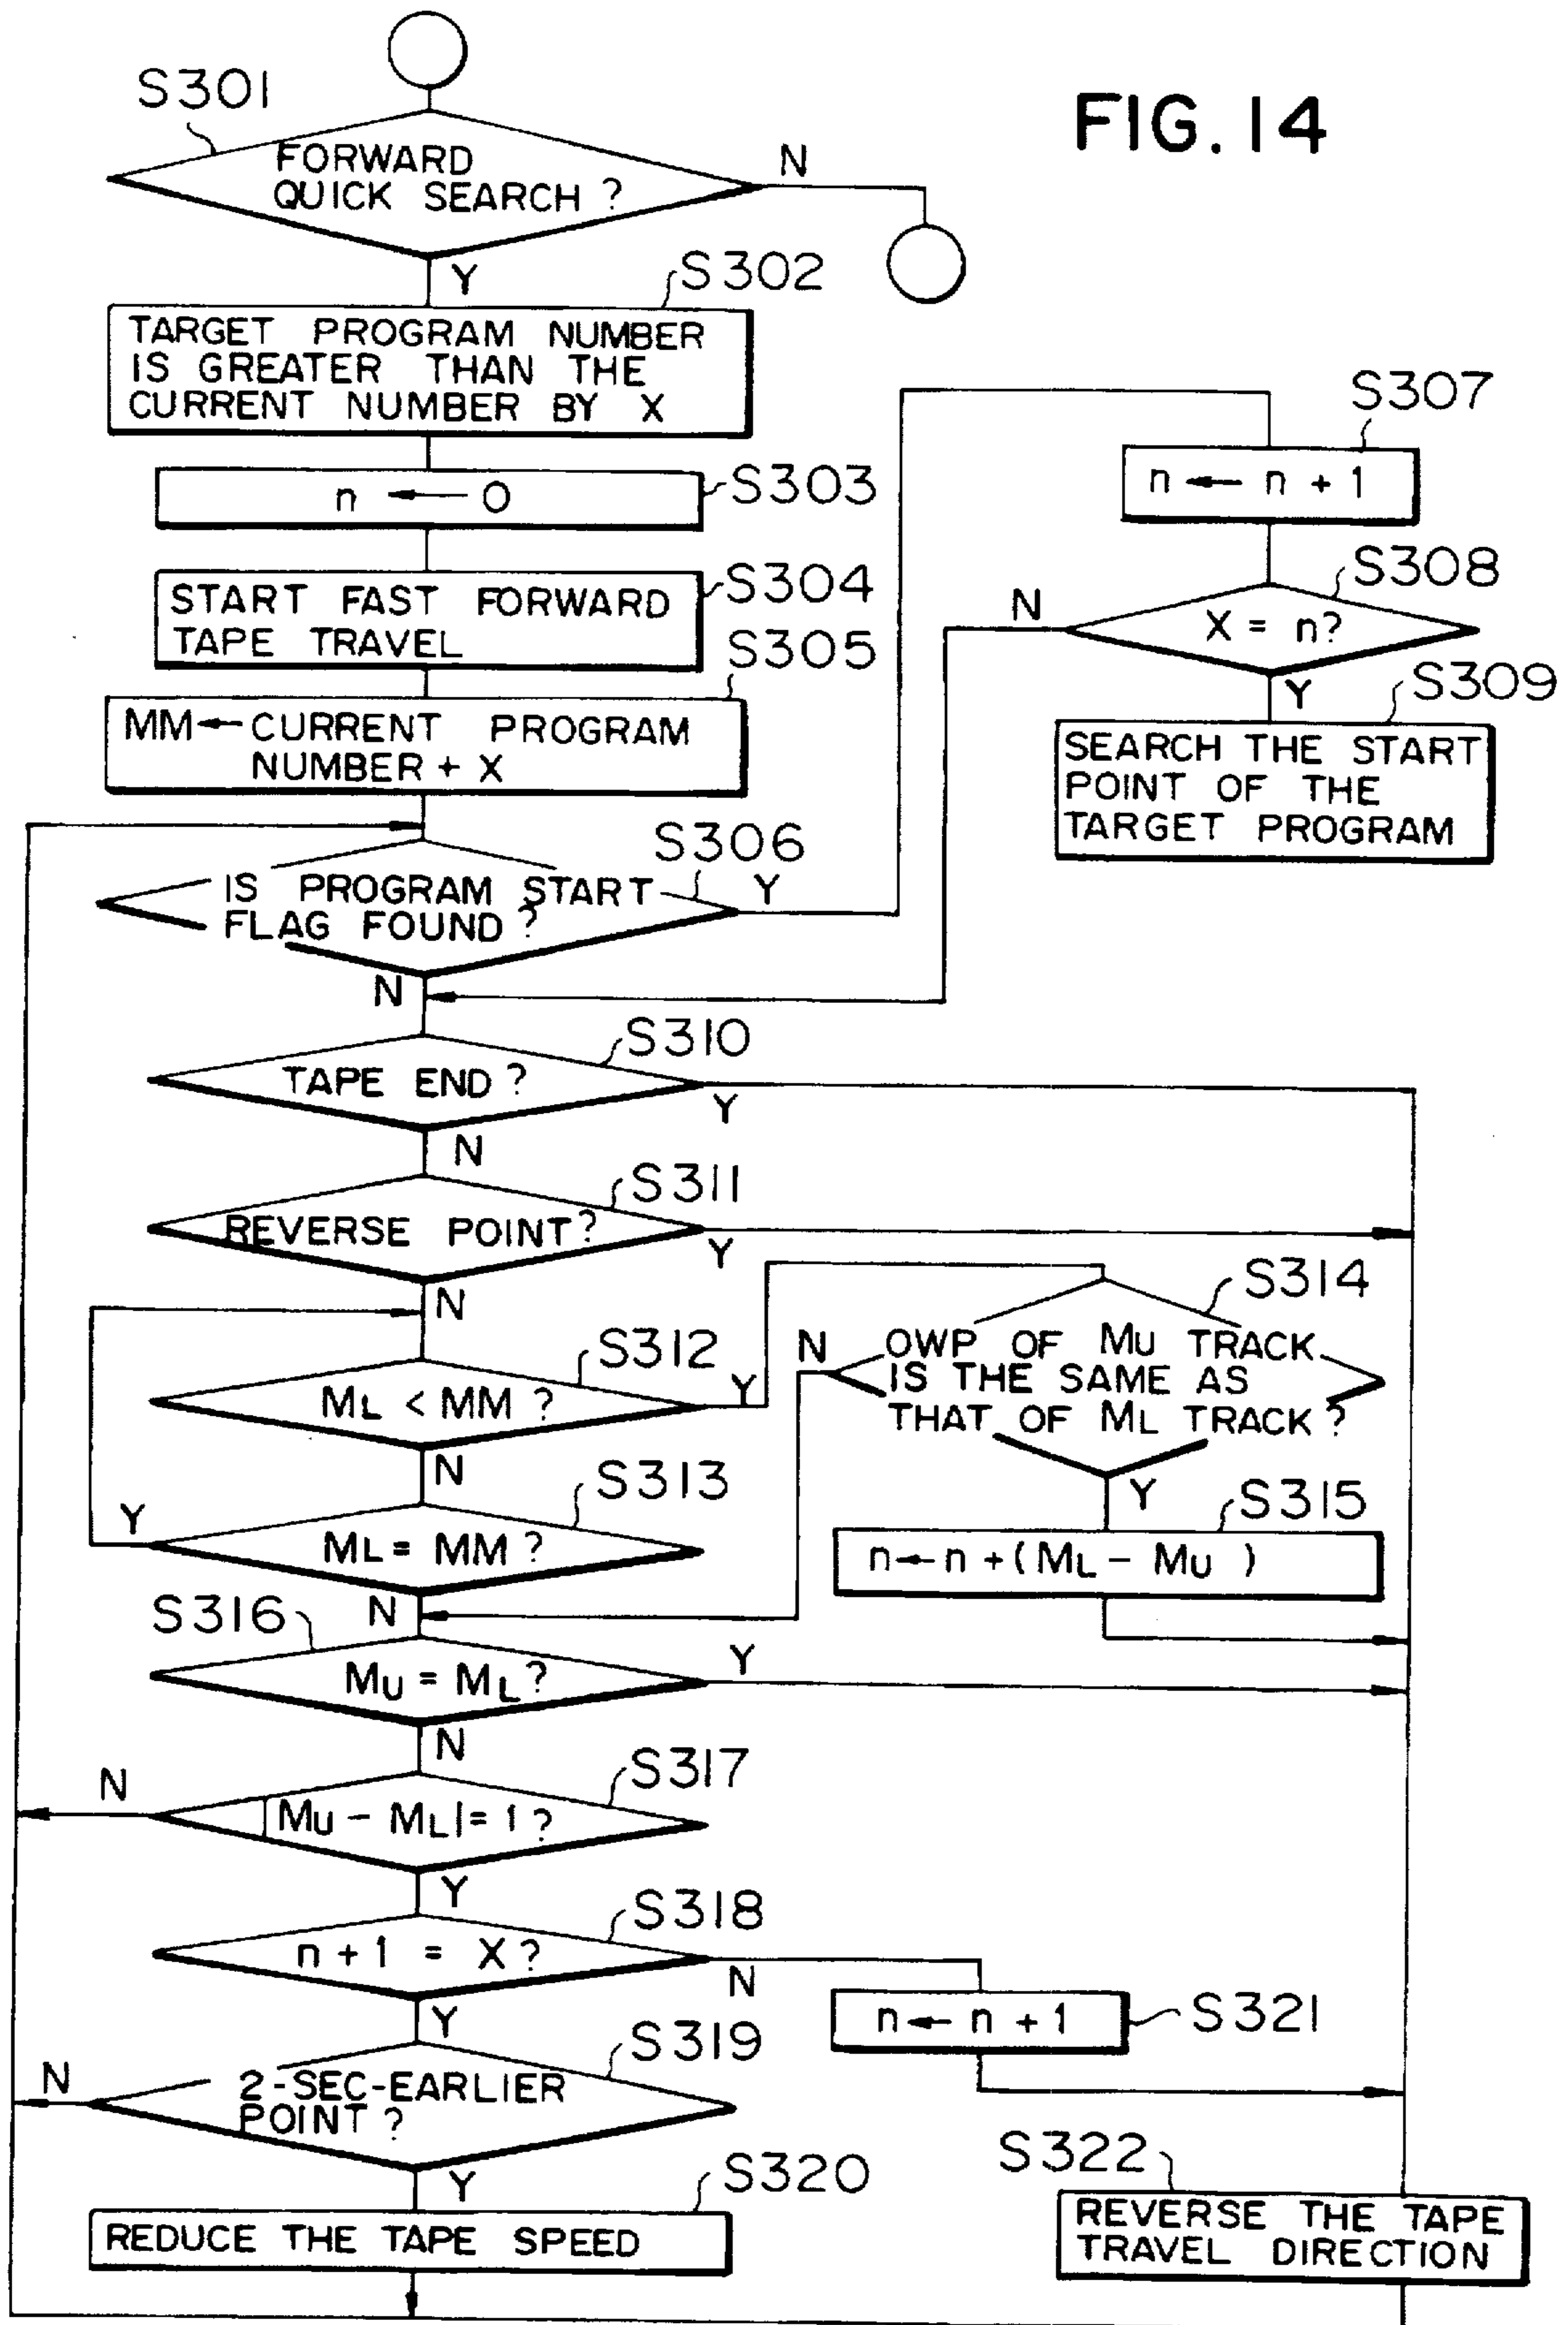 FIG. 14
S301
FORWARD
QUICK SEARCH ?
N
Y
S302
TARGET PROGRAM NUMBER
IS GREATER THAN THE
CURRENT NUMBER BY X
n ← 0
S303
START FAST FORWARD
TAPE TRAVEL
S304
S305
MM ← CURRENT PROGRAM
NUMBER + X
S306
IS PROGRAM START
FLAG FOUND ?
Y
N
S307
n ← n + 1
S308
X = n?
N
Y
S309
SEARCH THE START
POINT OF THE
TARGET PROGRAM
S310
TAPE END ?
Y
N
S311
REVERSE POINT ?
Y
N
S312
ML < MM ?
Y
N
S313
ML = MM ?
Y
N
S314
OWP OF MU TRACK
IS THE SAME AS
THAT OF ML TRACK ?
N
Y
S315
n ← n + ( ML - MU )
S316
MU = ML ?
Y
N
S317
|MU - ML| = 1 ?
N
Y
S318
n + 1 = X ?
N
Y
n ← n + 1
S321
S319
2-SEC-EARLIER
POINT ?
N
Y
S320
REDUCE THE TAPE SPEED
S322
REVERSE THE TAPE
TRAVEL DIRECTION